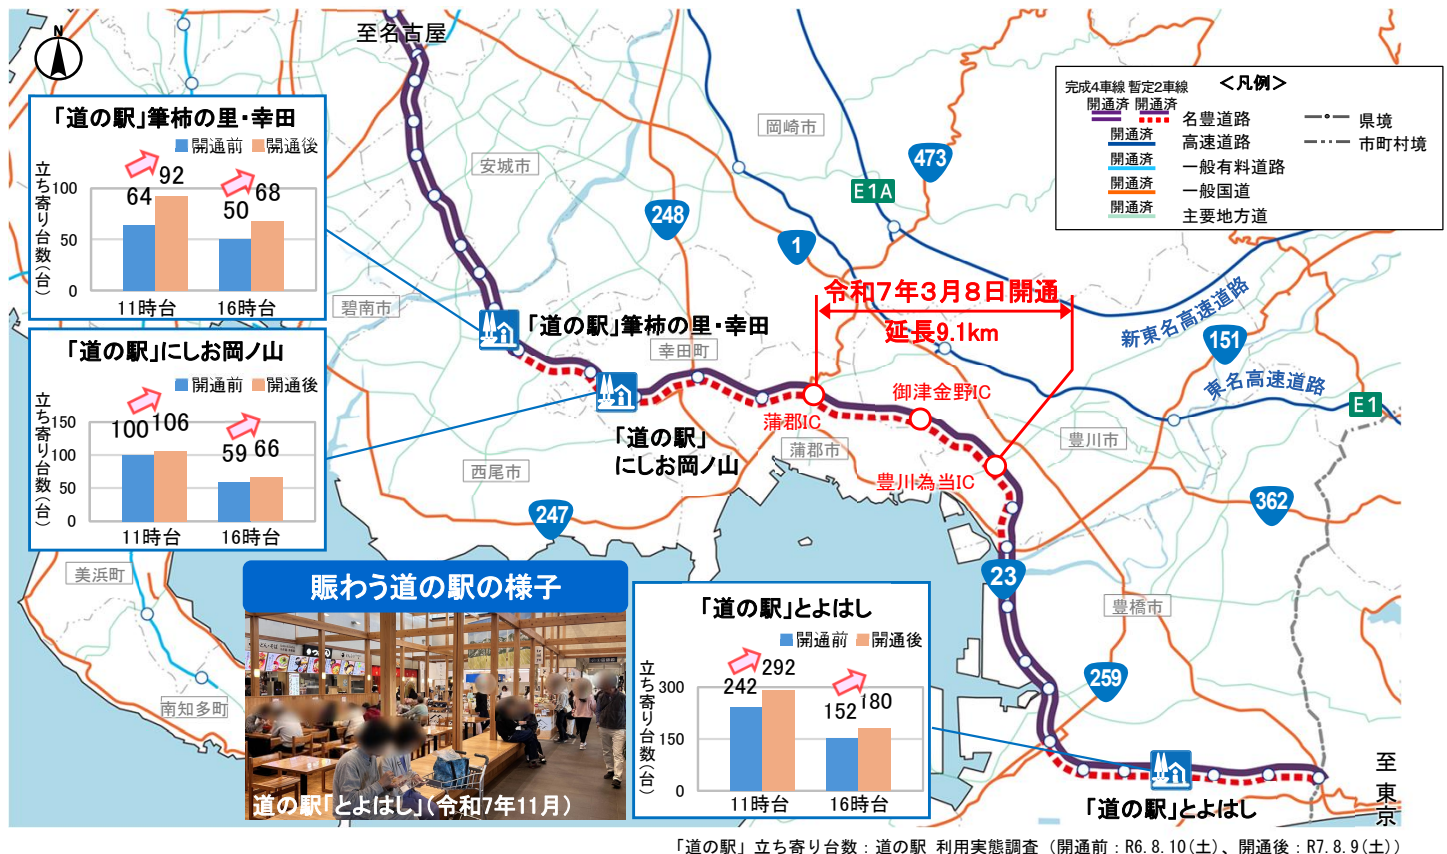 至名古屋
N
「道の駅」筆柿の里・幸田
開通前 開通後
立ち寄り台数(台)
100
50
0
64
92
50
68
11時台
16時台
「道の駅」にしお岡ノ山
開通前 開通後
立ち寄り台数(台)
150
100
50
0
100
106
59
66
11時台
16時台
<凡例>
完成4車線 暫定2車線
開通済 開通済
名豊道路
開通済
高速道路
開通済
一般有料道路
開通済
一般国道
開通済
主要地方道
県境
市町村境
岡崎市
安城市
473
E1A
248
1
碧南市
令和7年3月8日開通
延長9.1km
新東名高速道路
151
東名高速道路
E1
「道の駅」筆柿の里・幸田
幸田町
御津金野IC
蒲郡IC
「道の駅」
にしお岡ノ山
蒲郡市
豊川市
西尾市
豊川為当IC
247
362
23
美浜町
豊橋市
259
南知多町
賑わう道の駅の様子
道の駅「とよはし」(令和7年11月)
「道の駅」とよはし
開通前 開通後
立ち寄り台数(台)
300
150
0
242
292
152
180
11時台
16時台
「道の駅」とよはし
至東京
「道の駅」立ち寄り台数:道の駅 利用実態調査(開通前:R6.8.10(土)、開通後:R7.8.9(土))